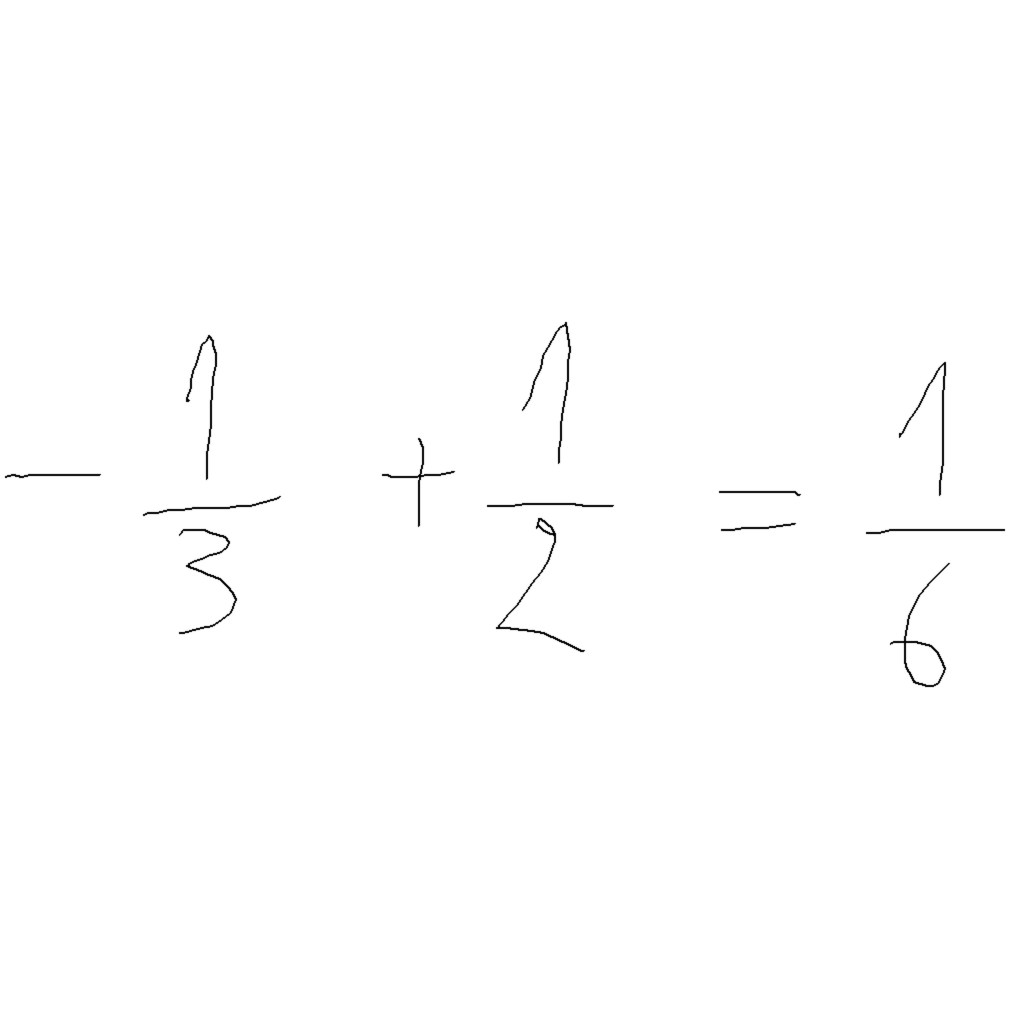 -1/3 + 1/2 = 1/6